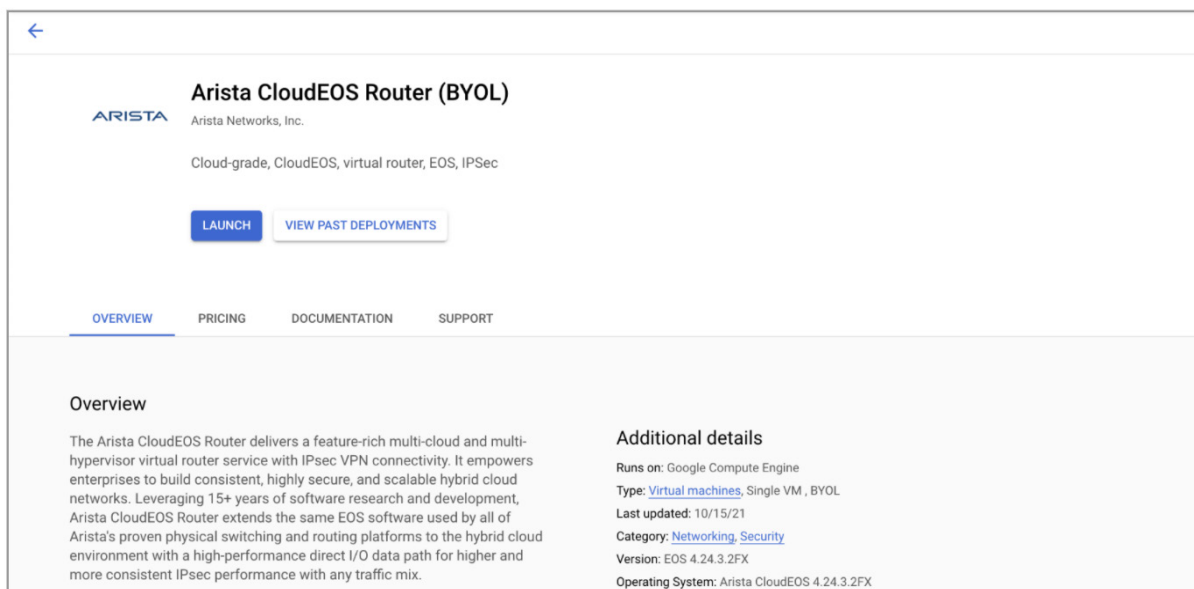 Arista CloudEOS Router (BYOL)
ARISTA
Arista Networks, Inc.
Cloud-grade, CloudEOS, virtual router, EOS, IPSec
LAUNCH
VIEW PAST DEPLOYMENTS
OVERVIEW
PRICING
DOCUMENTATION
SUPPORT
Overview
The Arista CloudEOS Router delivers a feature-rich multi-cloud and multi-
hypervisor virtual router service with IPsec VPN connectivity. It empowers
enterprises to build consistent, highly secure, and scalable hybrid cloud
networks. Leveraging 15+ years of software research and development,
Arista CloudEOS Router extends the same EOS software used by all of
Arista's proven physical switching and routing platforms to the hybrid cloud
environment with a high-performance direct I/O data path for higher and
more consistent IPsec performance with any traffic mix.
Additional details
Runs on: Google Compute Engine
Type: Virtual machines, Single VM , BYOL
Last updated: 10/15/21
Category: Networking, Security
Version: EOS 4.24.3.2FX
Operating System: Arista CloudEOS 4.24.3.2FX